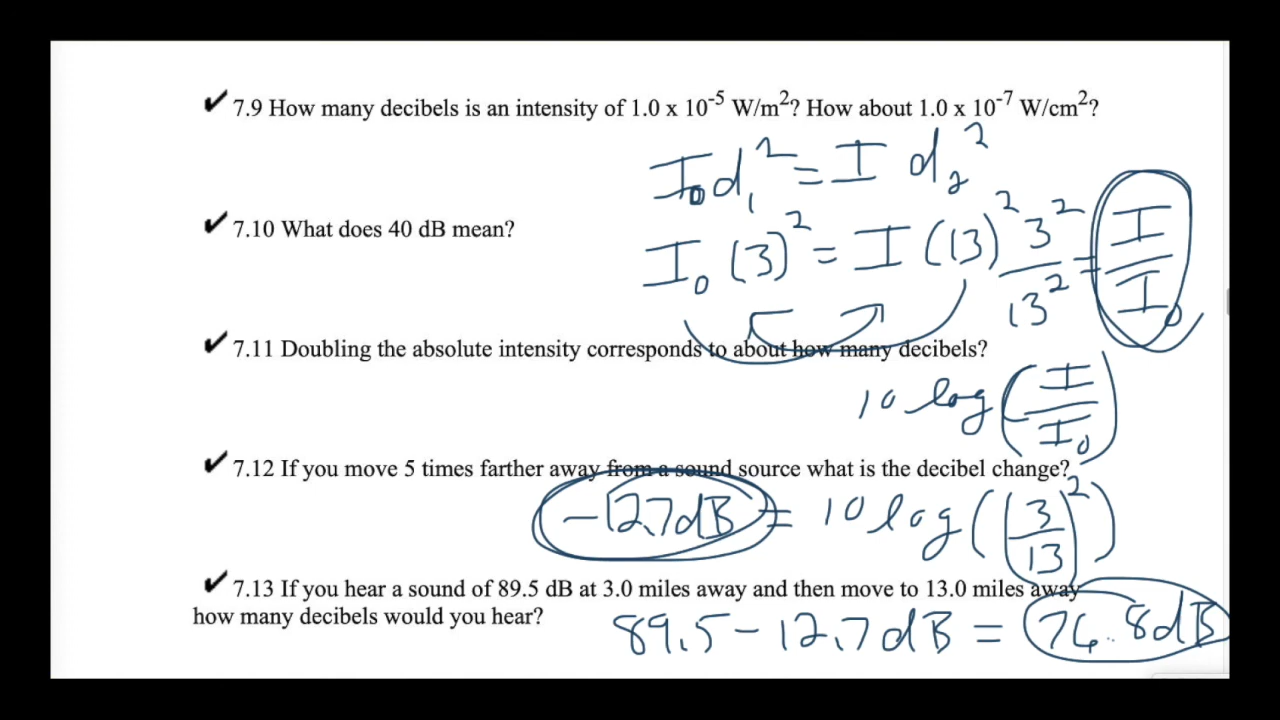 ✔ 7.9 How many decibels is an intensity of 1.0 x 10⁻⁵ W/m²? How about 1.0 x 10⁻⁷ W/cm²?
I₀d₁² = I d₂²
✔ 7.10 What does 40 dB mean?
I₀(3)² = I(13)² 3²/13² = I/I₀
✔ 7.11 Doubling the absolute intensity corresponds to about how many decibels?
10 log(I/I₀)
✔ 7.12 If you move 5 times farther away from a sound source what is the decibel change?
-12.7dB = 10 log((3/13)²)
✔ 7.13 If you hear a sound of 89.5 dB at 3.0 miles away and then move to 13.0 miles away
how many decibels would you hear?
89.5 - 12.7dB = 76.8dB